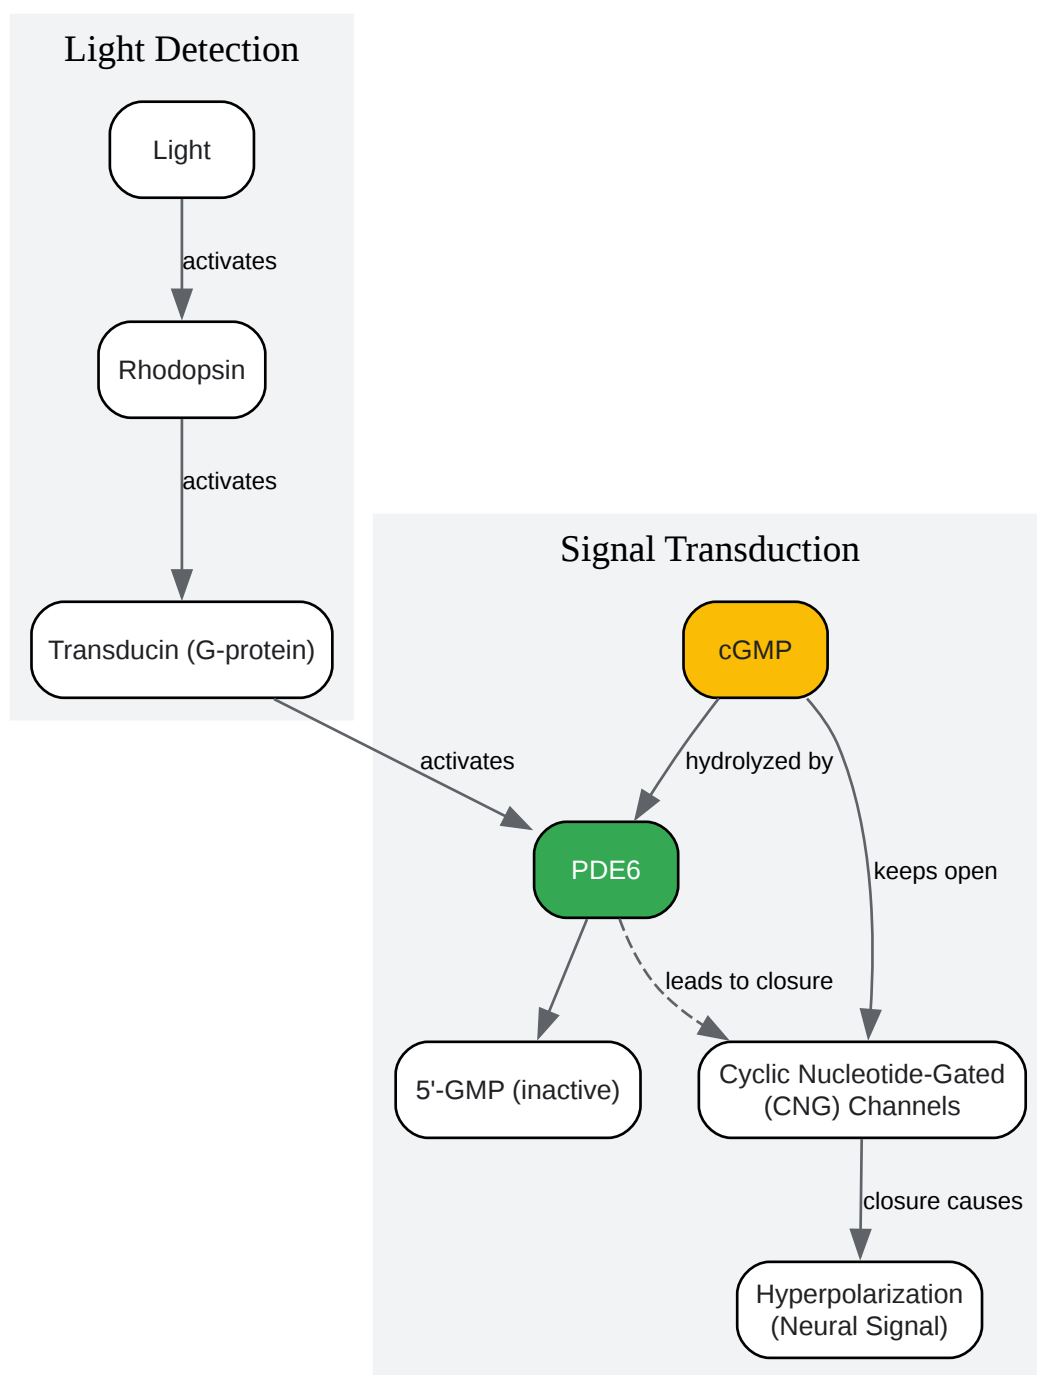 Light Detection
Light
activates
Rhodopsin
activates
Transducin (G-protein)
Signal Transduction
cGMP
activates
hydrolyzed by
PDE6
keeps open
leads to closure
5'-GMP (inactive)
Cyclic Nucleotide-Gated
(CNG) Channels
closure causes
Hyperpolarization
(Neural Signal)